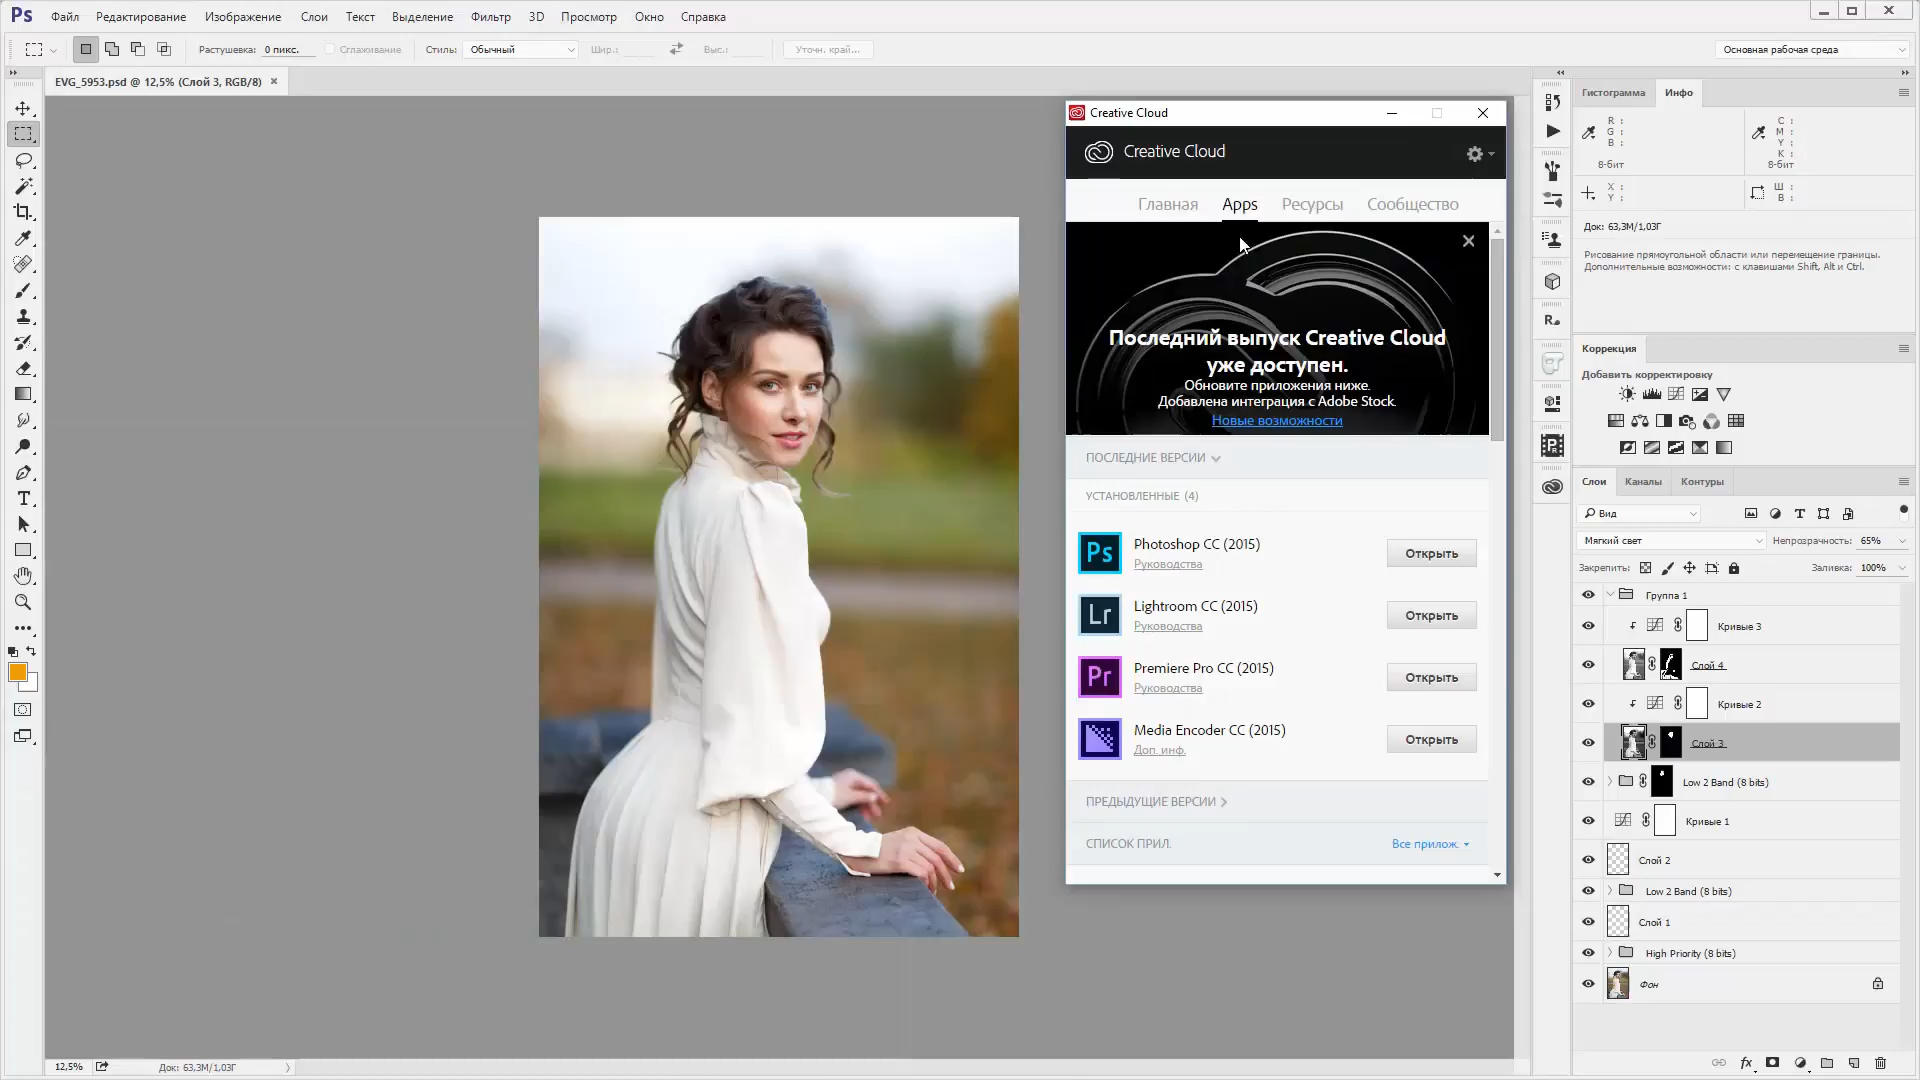 Ps Файл Редактирование Изображение Слои Текст Выделение Фильтр 3D Просмотр Окно Справка
Растушевка: 0 пикс. Сглаживание Стиль: Обычный Шир.: Выс.: Уточн. край... Основная рабочая среда
EVG_5953.psd @ 12,5% (Слой 3, RGB/8)
Creative Cloud
Creative Cloud
Главная Apps Ресурсы Сообщество
Последний выпуск Creative Cloud
уже доступен.
Обновите приложения ниже.
Добавлена интеграция с Adobe Stock.
Новые возможности
ПОСЛЕДНИЕ ВЕРСИИ
УСТАНОВЛЕННЫЕ (4)
Ps Photoshop CC (2015) Открыть
Руководства
Lr Lightroom CC (2015) Открыть
Руководства
Pr Premiere Pro CC (2015) Открыть
Руководства
Media Encoder CC (2015) Открыть
Доп. инф.
ПРЕДЫДУЩИЕ ВЕРСИИ
СПИСОК ПРИЛ. Все прилож.
Гистограмма Инфо
R : C :
G : M :
B : Y :
K :
8-бит 8-бит
X : Ш :
Y : В :
Док: 63,3M/1,03Г
Рисование прямоугольной области или перемещение границы.
Дополнительные возможности: с клавишами Shift, Alt и Ctrl.
Коррекция
Добавить корректировку
Слои Каналы Контуры
Вид
Мягкий свет Непрозрачность: 65%
Закрепить: Заливка: 100%
Группа 1
Кривые 3
Слой 4
Кривые 2
Слой 3
Low 2 Band (8 bits)
Кривые 1
Слой 2
Low 2 Band (8 bits)
Слой 1
High Priority (8 bits)
Фон
fx
12,5% Док: 63,3M/1,03Г